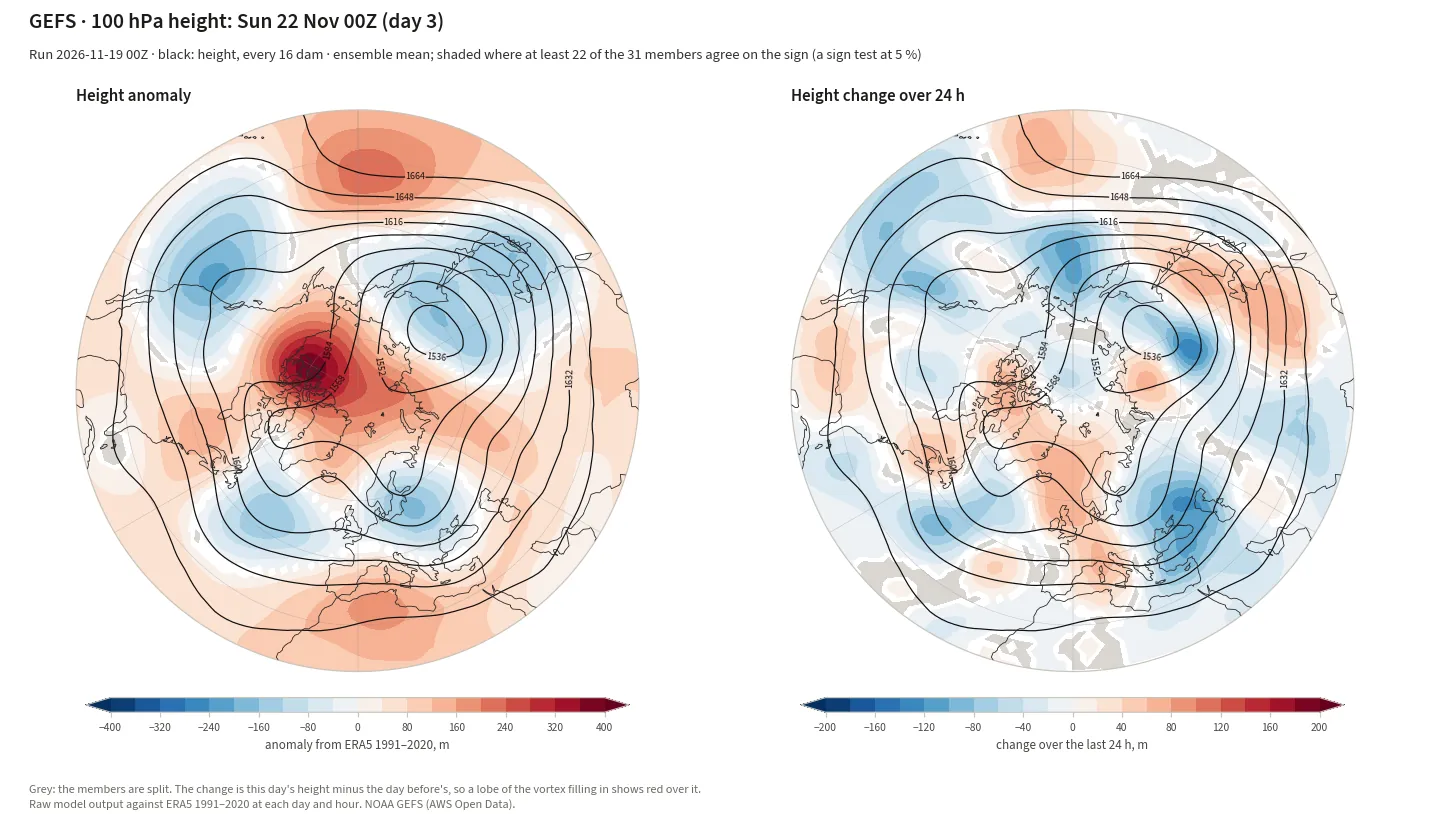 GEFS · 100 hPa height: Sun 22 Nov 00Z (day 3)
Run 2026-11-19 00Z · black: height, every 16 dam · ensemble mean; shaded where at least 22 of the 31 members agree on the sign (a sign test at 5 %)
Height anomaly
Height change over 24 h
1664
1648
1616
1584
1568
1552
1536
1632
1664
1648
1616
1584
1568
1552
1536
1632
−400 −320 −240 −160 −80 0 80 160 240 320 400
anomaly from ERA5 1991–2020, m
−200 −160 −120 −80 −40 0 40 80 120 160 200
change over the last 24 h, m
Grey: the members are split. The change is this day's height minus the day before's, so a lobe of the vortex filling in shows red over it.
Raw model output against ERA5 1991–2020 at each day and hour. NOAA GEFS (AWS Open Data).